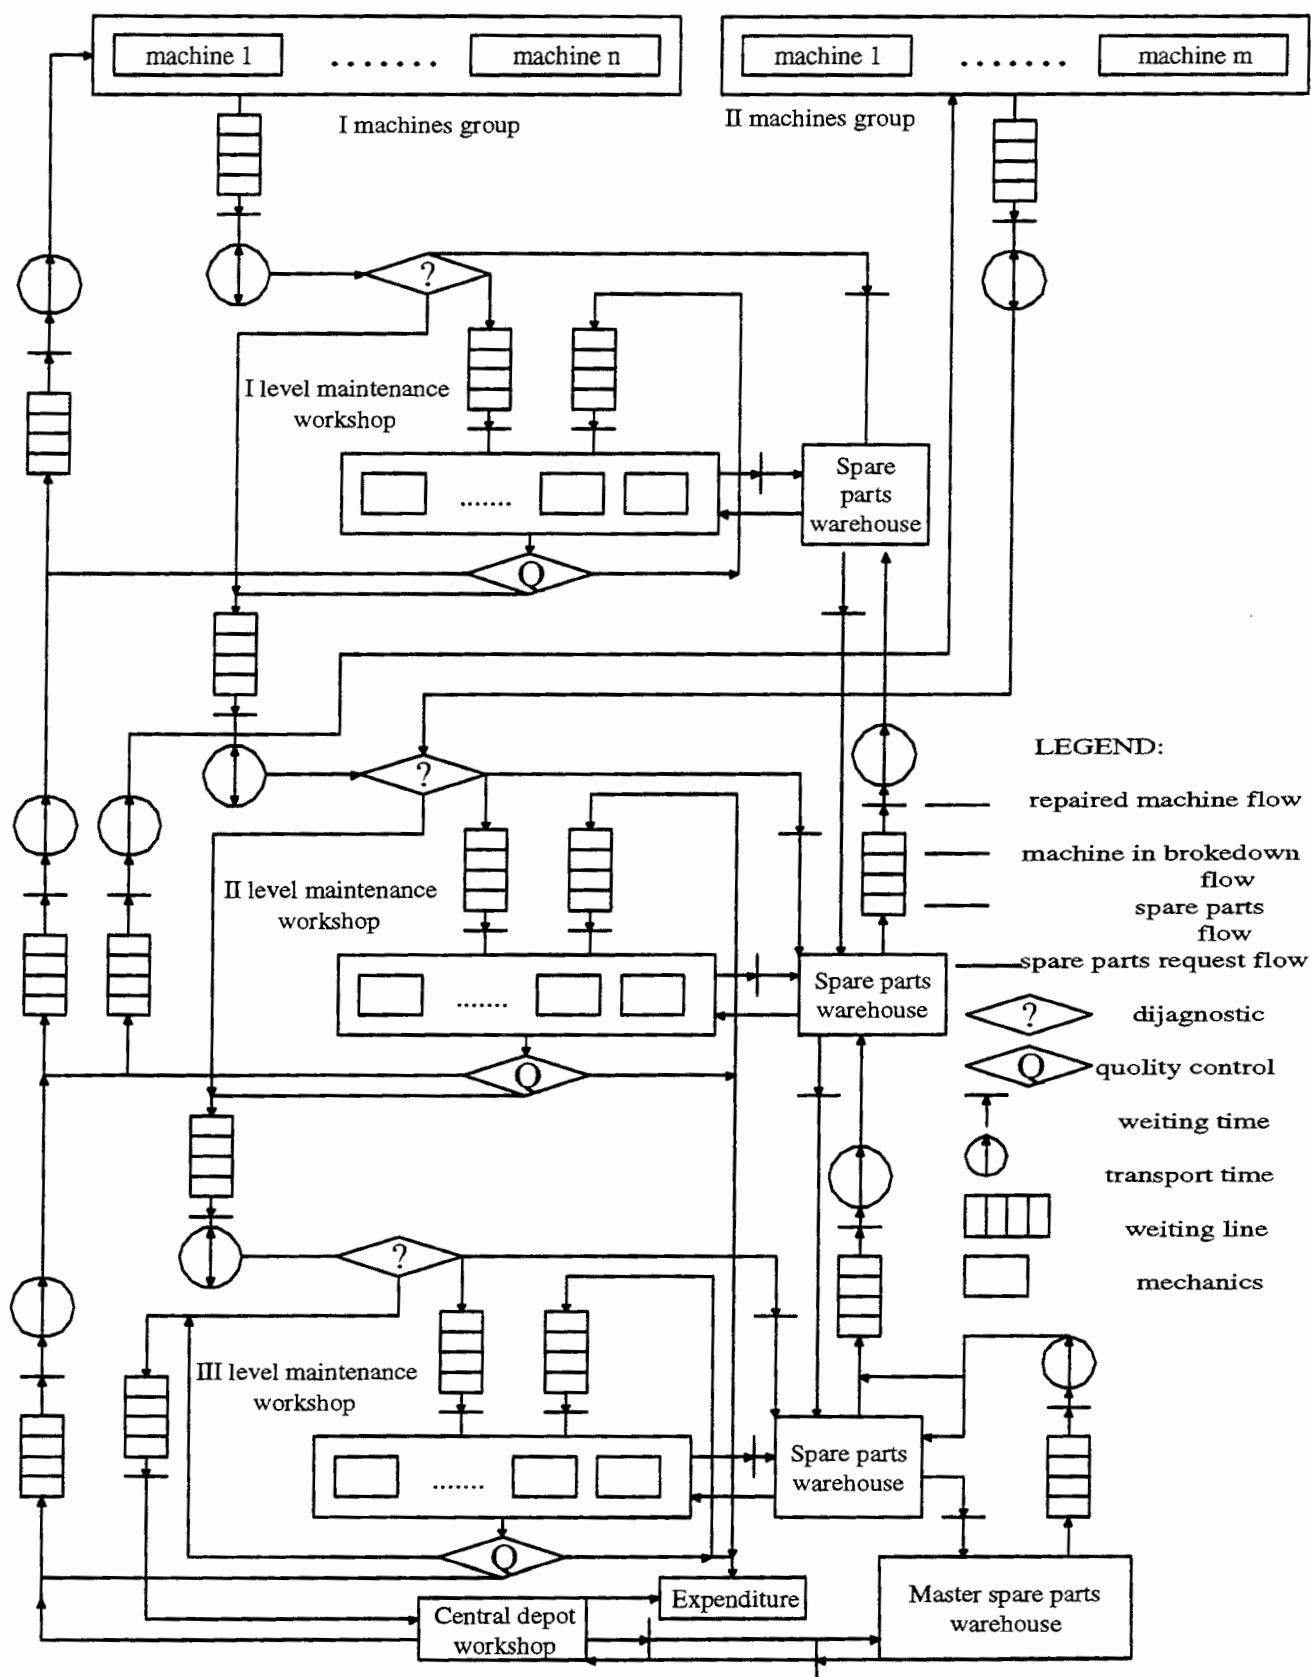 machine 1
.......
machine n
machine 1
.......
machine m
I machines group
II machines group
?
I level maintenance
workshop
.......
Spare
parts
warehouse
Q
?
LEGEND:
repaired machine flow
machine in brokedown
flow
spare parts
flow
spare parts request flow
? dijagnostic
Q quolity control
weiting time
transport time
weiting line
mechanics
II level maintenance
workshop
.......
Spare parts
warehouse
Q
?
III level maintenance
workshop
.......
Spare parts
warehouse
Q
Expenditure
Central depot
workshop
Master spare parts
warehouse